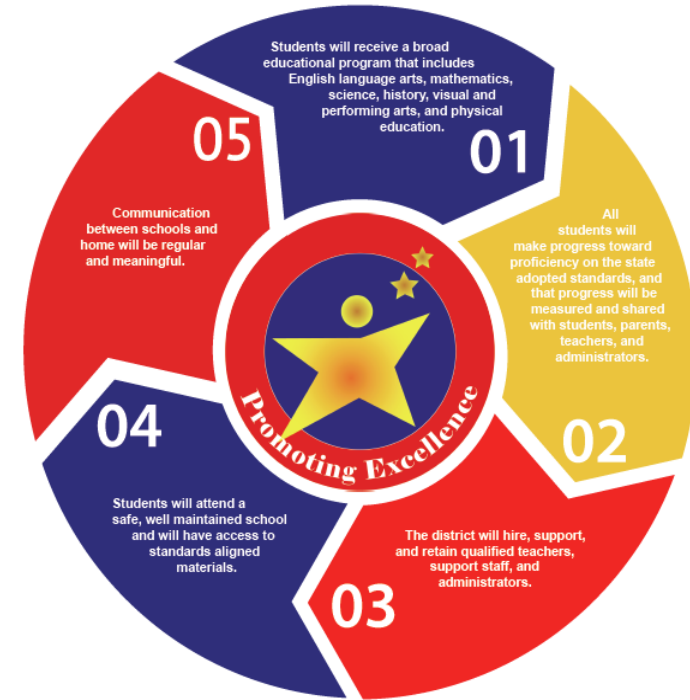 Students will receive a broad
educational program that includes
English language arts, mathematics,
science, history, visual and
performing arts, and physical
education.
01
All
students will
make progress toward
proficiency on the state
adopted standards, and
that progress will be
measured and shared
with students, parents,
teachers, and
administrators.
02
The district will hire, support,
and retain qualified teachers,
support staff, and
administrators.
03
04
Students will attend a
safe, well maintained school
and will have access to
standards aligned
materials.
05
Communication
between schools and
home will be regular
and meaningful.
Promoting Excellence